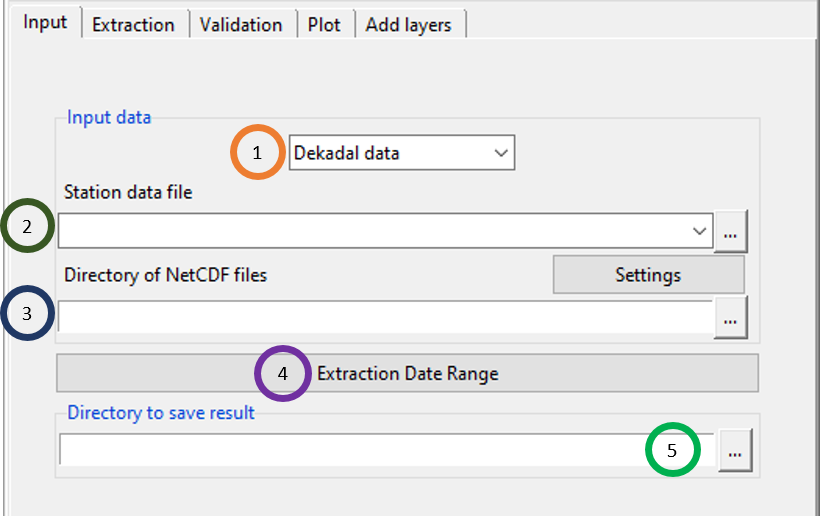 Input Extraction Validation Plot Add layers
Input data
1 Dekadal data
Station data file
2 ...
Directory of NetCDF files Settings
3 ...
4 Extraction Date Range
Directory to save result
5 ...